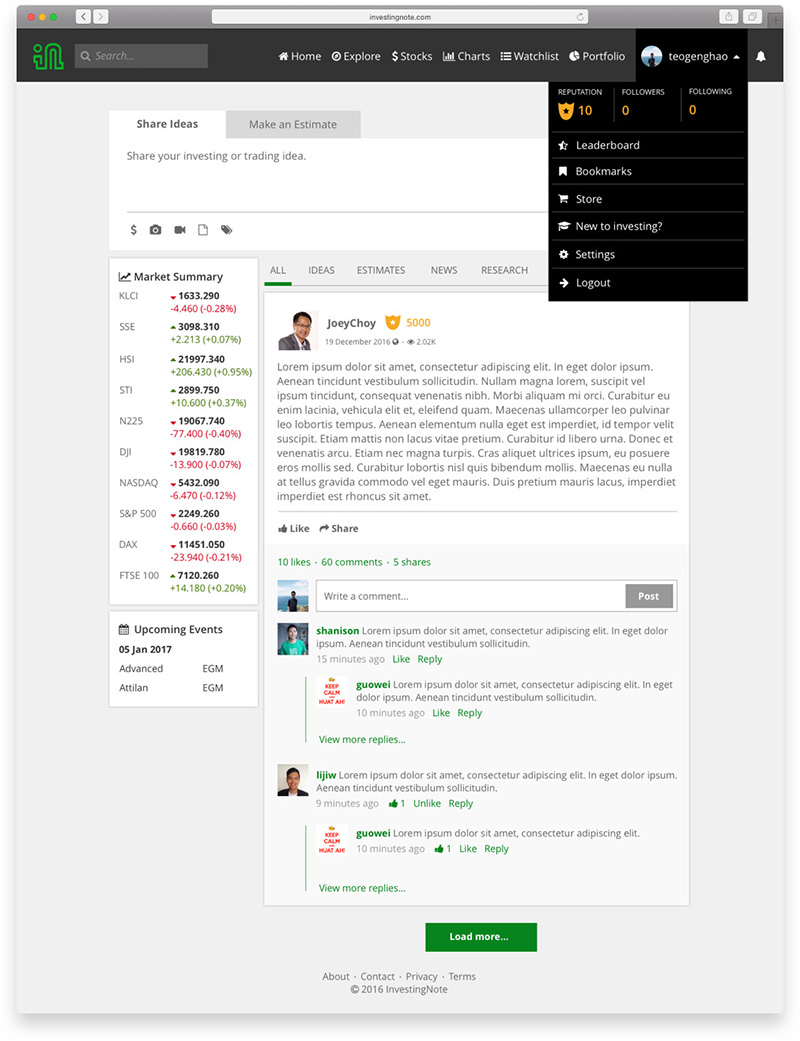 investingnote.com
Search...
Home Explore $ Stocks Charts Watchlist Portfolio teogenghao
REPUTATION FOLLOWERS FOLLOWING
10 0 0
Leaderboard
Bookmarks
Store
New to investing?
Settings
Logout
Share Ideas Make an Estimate
Share your investing or trading idea.
$
Market Summary
KLCI 1633.290
-4.460 (-0.28%)
SSE 3098.310
+2.213 (+0.07%)
HSI 21997.340
+206.430 (+0.95%)
STI 2899.750
+10.600 (+0.37%)
N225 19067.740
-77.400 (-0.40%)
DJI 19819.780
-13.900 (-0.07%)
NASDAQ 5432.090
-6.470 (-0.12%)
S&P 500 2249.260
-0.660 (-0.03%)
DAX 11451.050
-23.940 (-0.21%)
FTSE 100 7120.260
+14.180 (+0.20%)
Upcoming Events
05 Jan 2017
Advanced EGM
Attilan EGM
ALL IDEAS ESTIMATES NEWS RESEARCH
JoeyChoy 5000
19 December 2016 · 2.02K
Lorem ipsum dolor sit amet, consectetur adipiscing elit. In eget dolor ipsum.
Aenean tincidunt vestibulum sollicitudin. Nullam magna lorem, suscipit vel
ipsum tincidunt, consequat venenatis nibh. Morbi aliquam mi orci. Curabitur eu
enim lacinia, vehicula elit et, eleifend quam. Maecenas ullamcorper leo pulvinar
leo lobortis tempus. Aenean elementum nulla eget est imperdiet, id tempor velit
suscipit. Etiam mattis non lacus vitae pretium. Curabitur id libero urna. Donec et
venenatis arcu. Etiam nec magna turpis. Cras aliquet ultrices ipsum, eu posuere
eros mollis sed. Curabitur lobortis nisl quis bibendum mollis. Maecenas eu nulla
at tellus gravida commodo vel eget mauris. Duis pretium mauris lacus, imperdiet
imperdiet est rhoncus sit amet.
Like Share
10 likes · 60 comments · 5 shares
Write a comment... Post
shanison Lorem ipsum dolor sit amet, consectetur adipiscing elit. In eget dolor
ipsum. Aenean tincidunt vestibulum sollicitudin.
15 minutes ago Like Reply
KEEP
CALM
AND
HUAT AH!
guowei Lorem ipsum dolor sit amet, consectetur adipiscing elit. In eget
dolor ipsum. Aenean tincidunt vestibulum sollicitudin.
10 minutes ago Like Reply
View more replies...
lijiw Lorem ipsum dolor sit amet, consectetur adipiscing elit. In eget dolor ipsum.
Aenean tincidunt vestibulum sollicitudin.
9 minutes ago 1 Unlike Reply
KEEP
CALM
AND
HUAT AH!
guowei Lorem ipsum dolor sit amet, consectetur adipiscing elit.
10 minutes ago 1 Like Reply
View more replies...
Load more...
About · Contact · Privacy · Terms
© 2016 InvestingNote